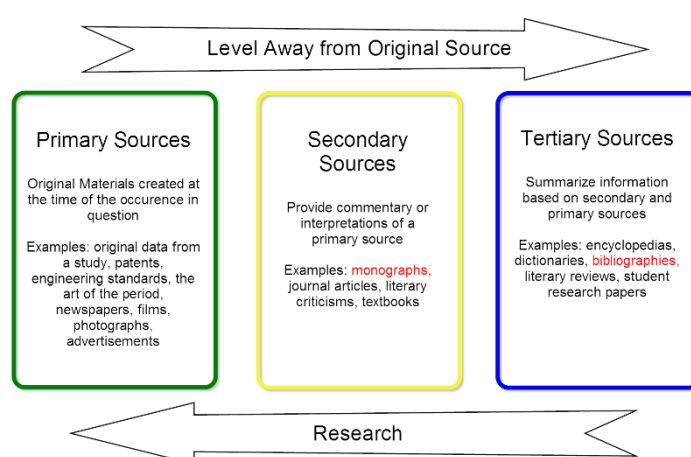 Level Away from Original Source
Primary Sources
Original Materials created at
the time of the occurence in
question
Examples: original data from
a study, patents,
engineering standards, the
art of the period,
newspapers, films,
photographs,
advertisements
Secondary
Sources
Provide commentary or
interpretations of a
primary source
Examples: monographs,
journal articles, literary
criticisms, textbooks
Tertiary Sources
Summarize information
based on secondary and
primary sources
Examples: encyclopedias,
dictionaries, bibliographies,
literary reviews, student
research papers
Research